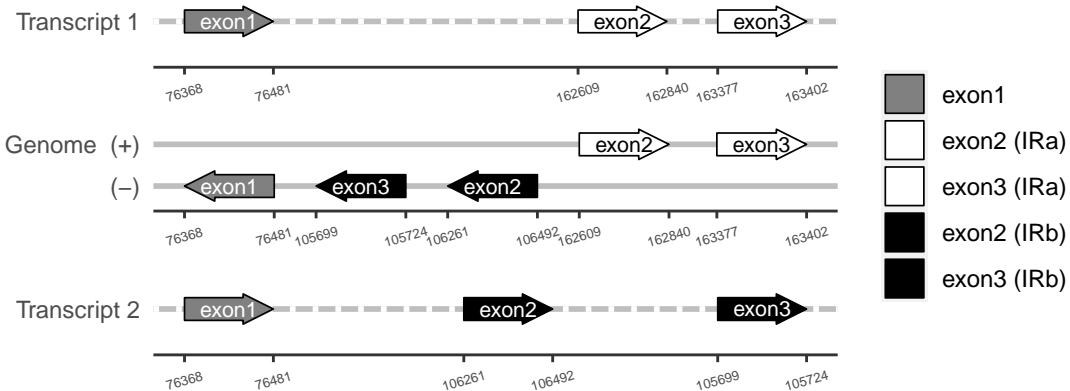 Transcript 1 exon1 exon2 exon3
76368 76481 162609 162840 163377 163402
Genome (+) exon2 exon3
(−) exon1 exon3 exon2
76368 76481 105699 105724 106261 106492 162609 162840 163377 163402
Transcript 2 exon1 exon2 exon3
76368 76481 106261 106492 105699 105724
exon1
exon2 (IRa)
exon3 (IRa)
exon2 (IRb)
exon3 (IRb)